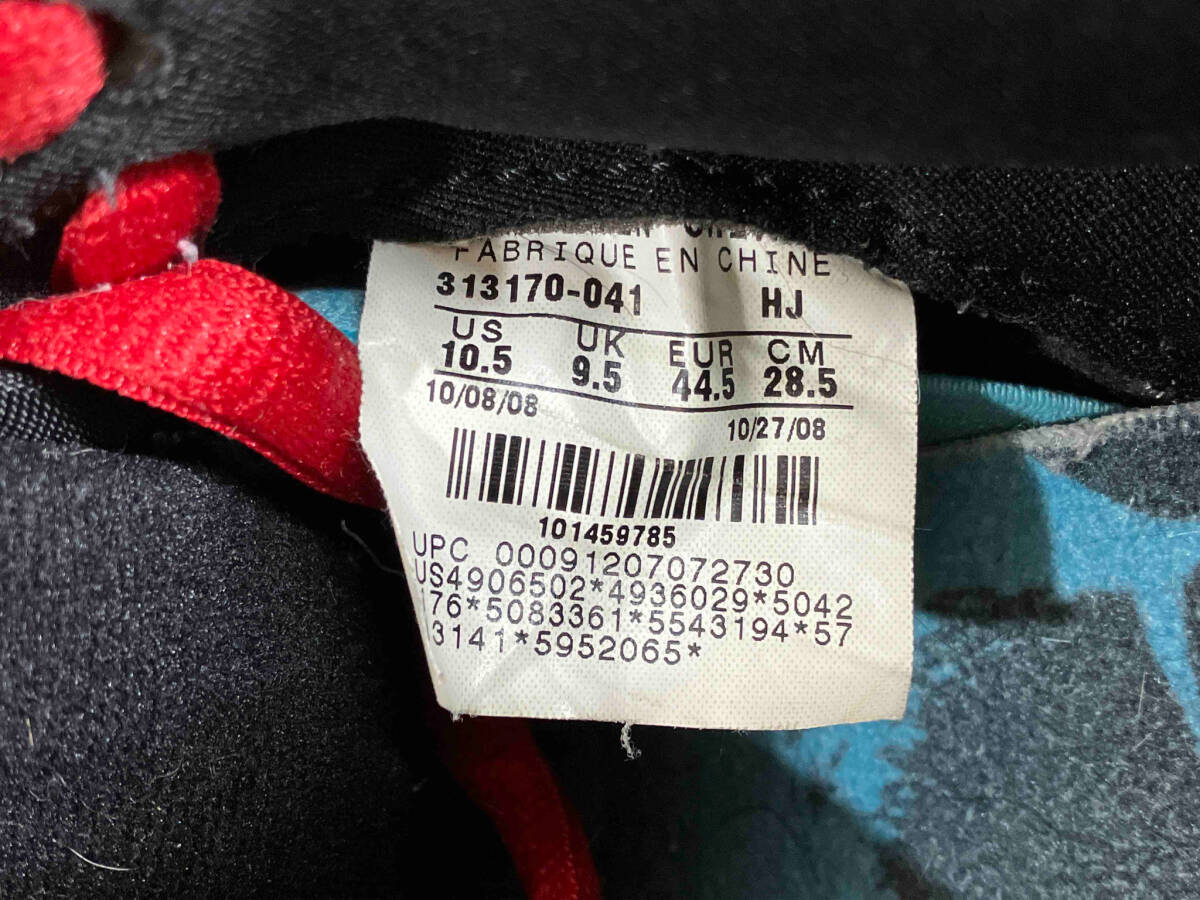 FABRIQUE EN CHINE
313170-041 HJ
US UK EUR CM
10.5 9.5 44.5 28.5
10/08/08 10/27/08
101459785
UPC 00091207072730
US4906502*4936029*5042
176*5083361*5543194*57
3141*5952065*